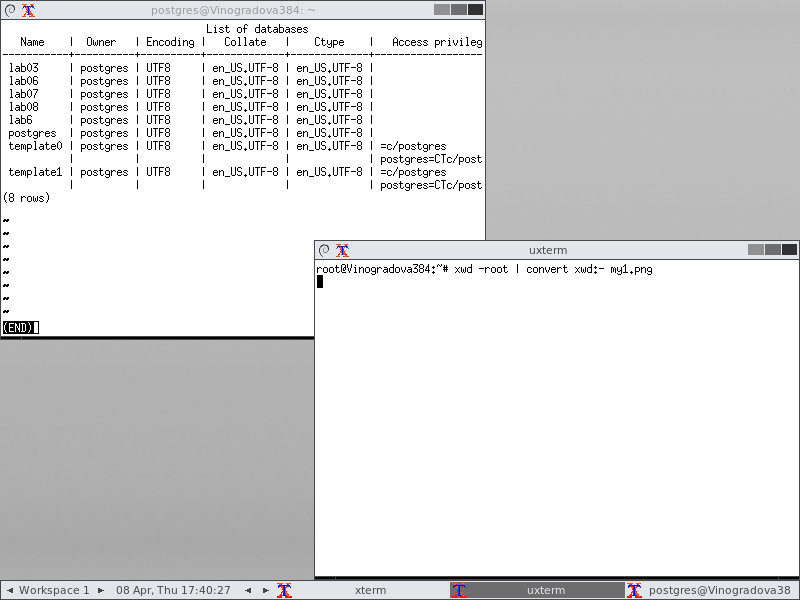 postgres@Vinogradova384: ~
List of databases
Name | Owner | Encoding | Collate | Ctype | Access privileg
lab03 | postgres | UTF8 | en_US.UTF-8 | en_US.UTF-8 |
lab06 | postgres | UTF8 | en_US.UTF-8 | en_US.UTF-8 |
lab07 | postgres | UTF8 | en_US.UTF-8 | en_US.UTF-8 |
lab08 | postgres | UTF8 | en_US.UTF-8 | en_US.UTF-8 |
lab6 | postgres | UTF8 | en_US.UTF-8 | en_US.UTF-8 |
postgres | postgres | UTF8 | en_US.UTF-8 | en_US.UTF-8 |
template0 | postgres | UTF8 | en_US.UTF-8 | en_US.UTF-8 | =c/postgres
| | | | | postgres=CTc/post
template1 | postgres | UTF8 | en_US.UTF-8 | en_US.UTF-8 | =c/postgres
| | | | | postgres=CTc/post
(8 rows)
~
~
~
~
~
~
~
~
(END)
uxterm
root@Vinogradova384:~# xwd -root | convert xwd:- my1.png
Workspace 1 08 Apr, Thu 17:40:27 xterm uxterm postgres@Vinogradova38